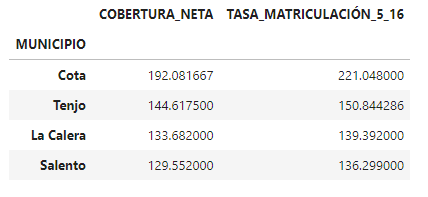 COBERTURA_NETA TASA_MATRICULACIÓN_5_16
MUNICIPIO
Cota 192.081667 221.048000
Tenjo 144.617500 150.844286
La Calera 133.682000 139.392000
Salento 129.552000 136.299000